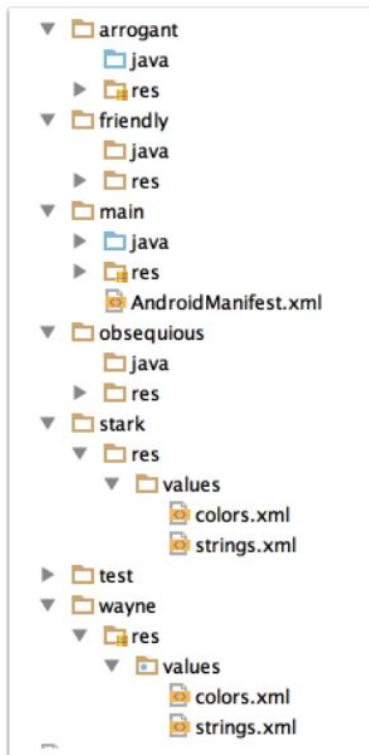 arrogant
java
res
friendly
java
res
main
java
res
AndroidManifest.xml
obsequious
java
res
stark
res
values
colors.xml
strings.xml
test
wayne
res
values
colors.xml
strings.xml